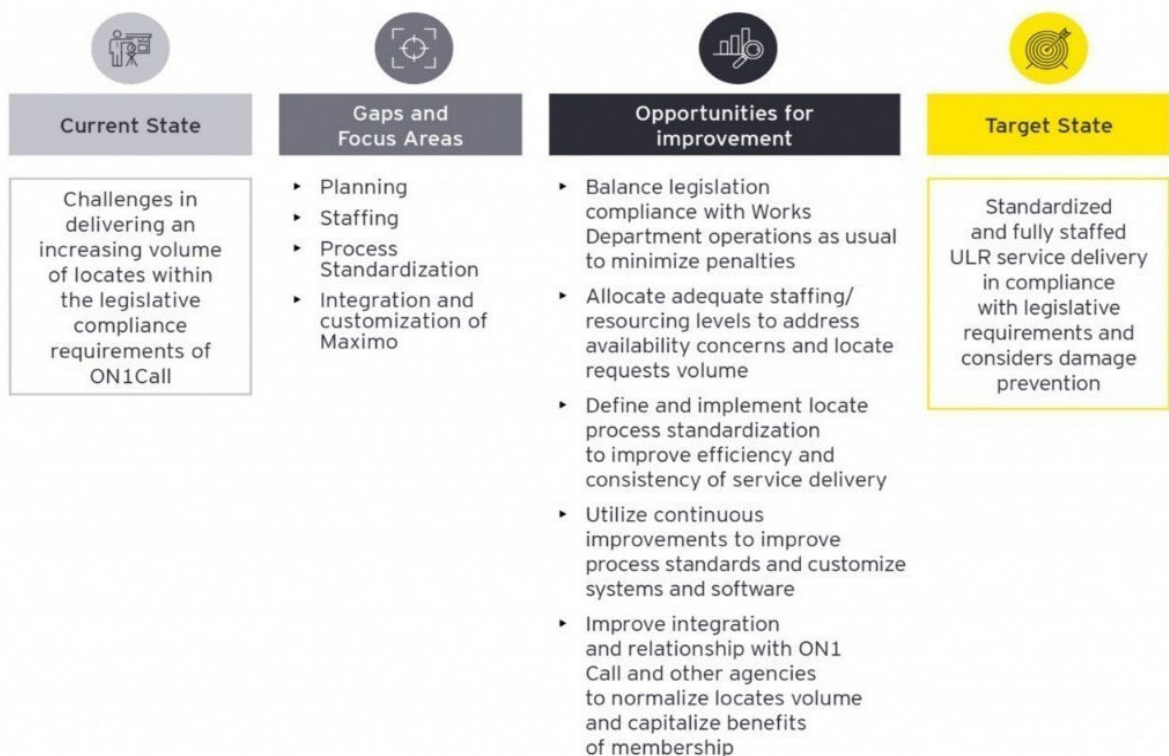 Current State
Challenges in
delivering an
increasing volume
of locates within
the legislative
compliance
requirements of
ON1Call
Gaps and
Focus Areas
▸ Planning
▸ Staffing
▸ Process
Standardization
▸ Integration and
customization of
Maximo
Opportunities for
improvement
▸ Balance legislation
compliance with Works
Department operations as usual
to minimize penalties
▸ Allocate adequate staffing/
resourcing levels to address
availability concerns and locate
requests volume
▸ Define and implement locate
process standardization
to improve efficiency and
consistency of service delivery
▸ Utilize continuous
improvements to improve
process standards and customize
systems and software
▸ Improve integration
and relationship with ON1
Call and other agencies
to normalize locates volume
and capitalize benefits
of membership
Target State
Standardized
and fully staffed
ULR service delivery
in compliance
with legislative
requirements and
considers damage
prevention